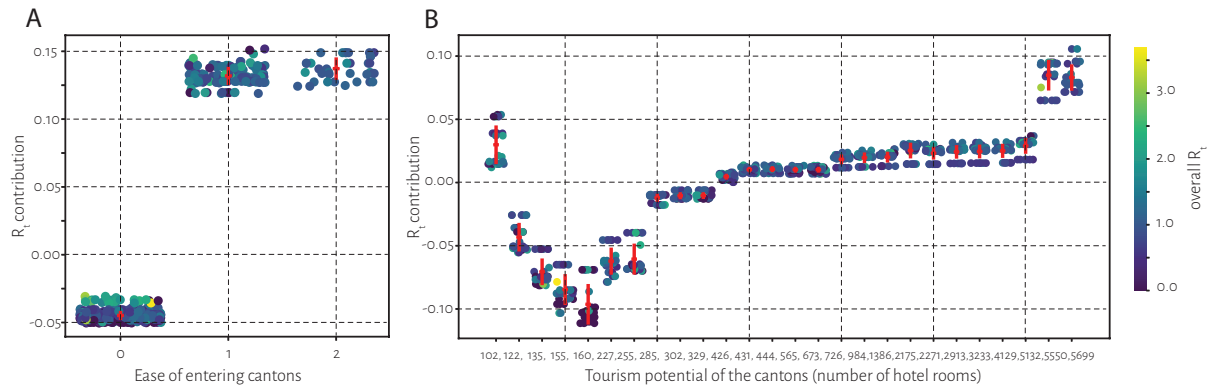 A
0.15
0.10
0.05
0.00
-0.05
Rt contribution
0
1
2
Ease of entering cantons
B
0.10
0.05
0.00
-0.05
-0.10
Rt contribution
102, 122, 135, 155, 160, 227,255, 285, 302, 329, 426, 431, 444, 565, 673, 726, 984,1386,2175,2271,2913,3233,4129,5132,5550,5699
Tourism potential of the cantons (number of hotel rooms)
3.0
2.0
1.0
0.0
overall Rt